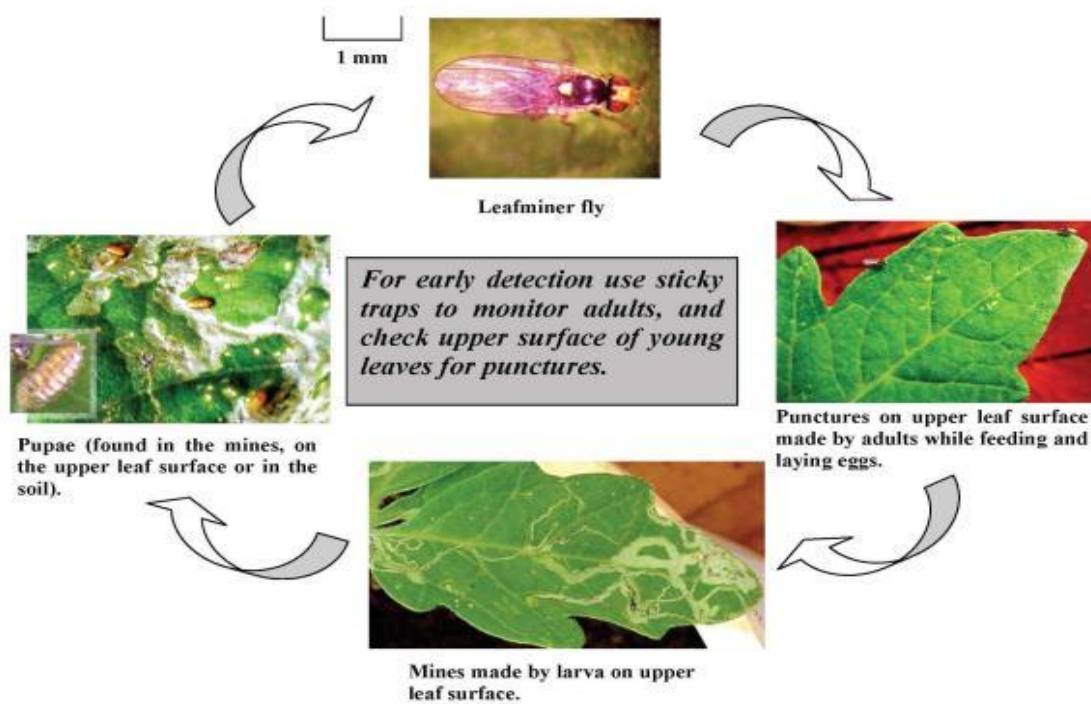 1 mm
Leafminer fly
For early detection use sticky
traps to monitor adults, and
check upper surface of young
leaves for punctures.
Punctures on upper leaf surface
made by adults while feeding and
laying eggs.
Pupae (found in the mines, on
the upper leaf surface or in the
soil).
Mines made by larva on upper
leaf surface.